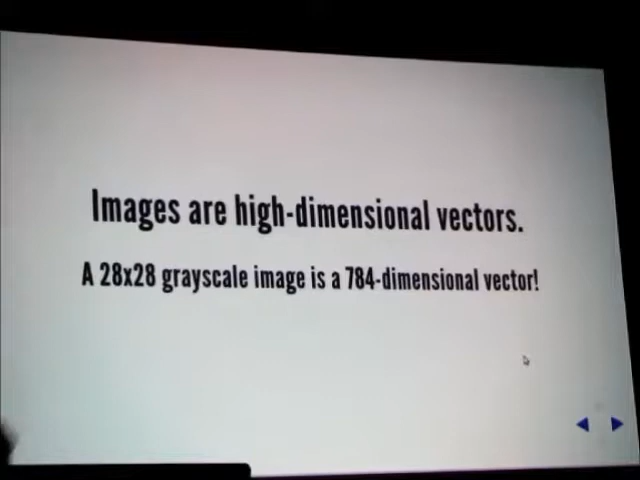 Images are high-dimensional vectors.
A 28x28 grayscale image is a 784-dimensional vector!